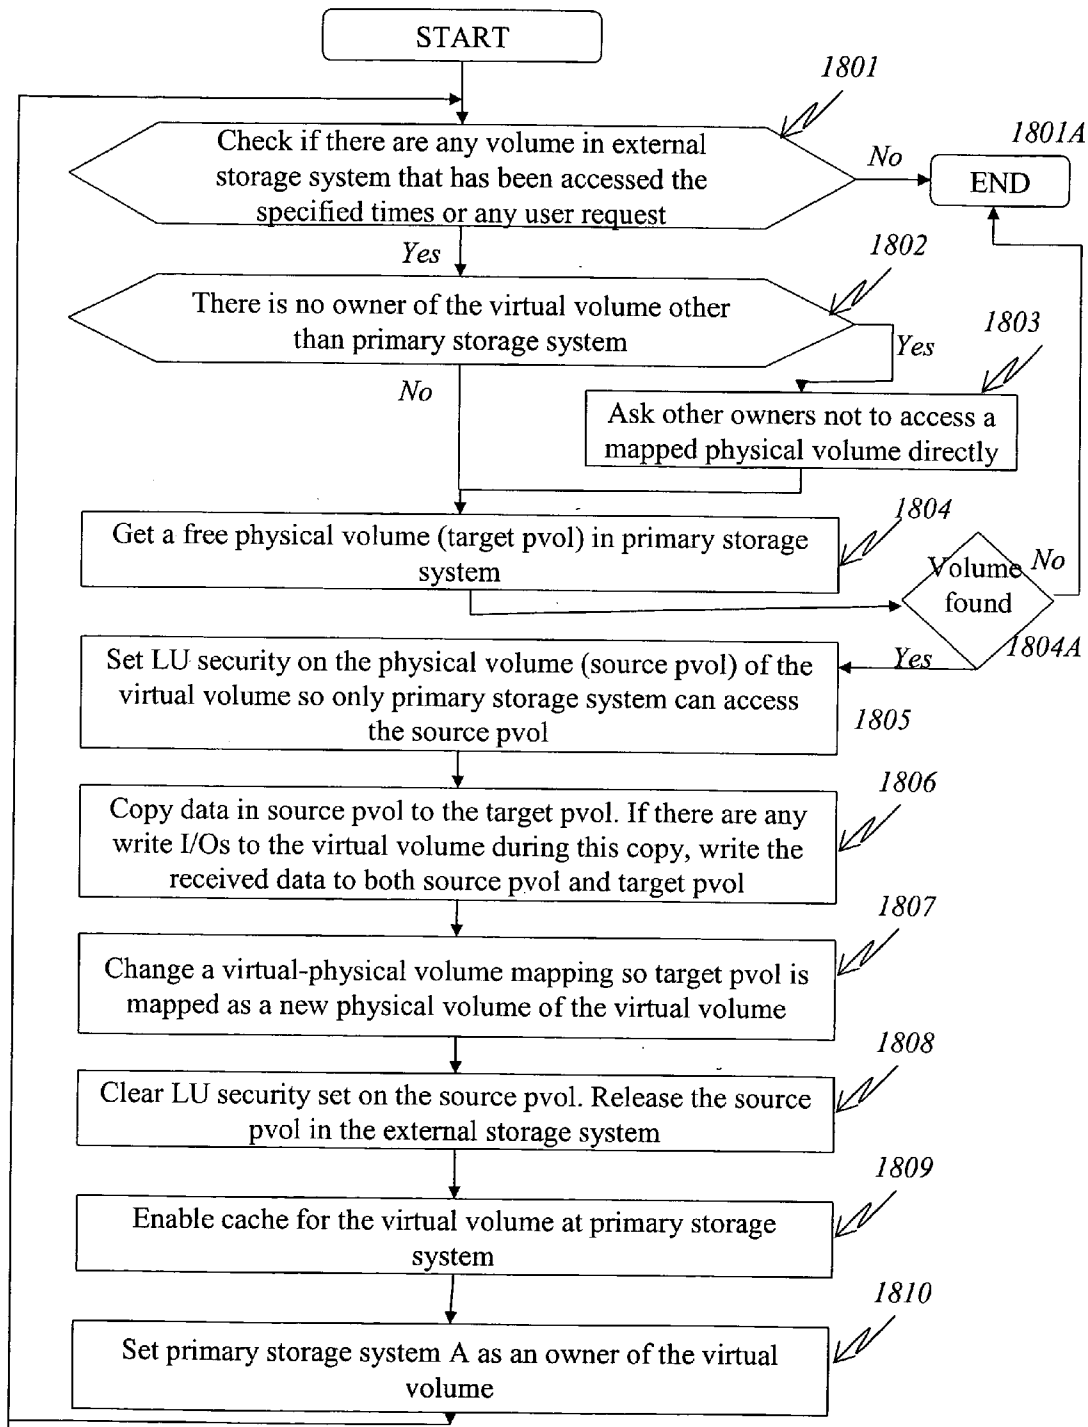 START
1801
Check if there are any volume in external
storage system that has been accessed the
specified times or any user request
No
1801A
END
Yes
1802
There is no owner of the virtual volume other
than primary storage system
Yes
1803
No
Ask other owners not to access a
mapped physical volume directly
1804
Get a free physical volume (target pvol) in primary storage
system
Volume
found
No
1804A
Yes
Set LU security on the physical volume (source pvol) of the
virtual volume so only primary storage system can access
the source pvol
1805
1806
Copy data in source pvol to the target pvol. If there are any
write I/Os to the virtual volume during this copy, write the
received data to both source pvol and target pvol
1807
Change a virtual-physical volume mapping so target pvol is
mapped as a new physical volume of the virtual volume
1808
Clear LU security set on the source pvol. Release the source
pvol in the external storage system
1809
Enable cache for the virtual volume at primary storage
system
1810
Set primary storage system A as an owner of the virtual
volume